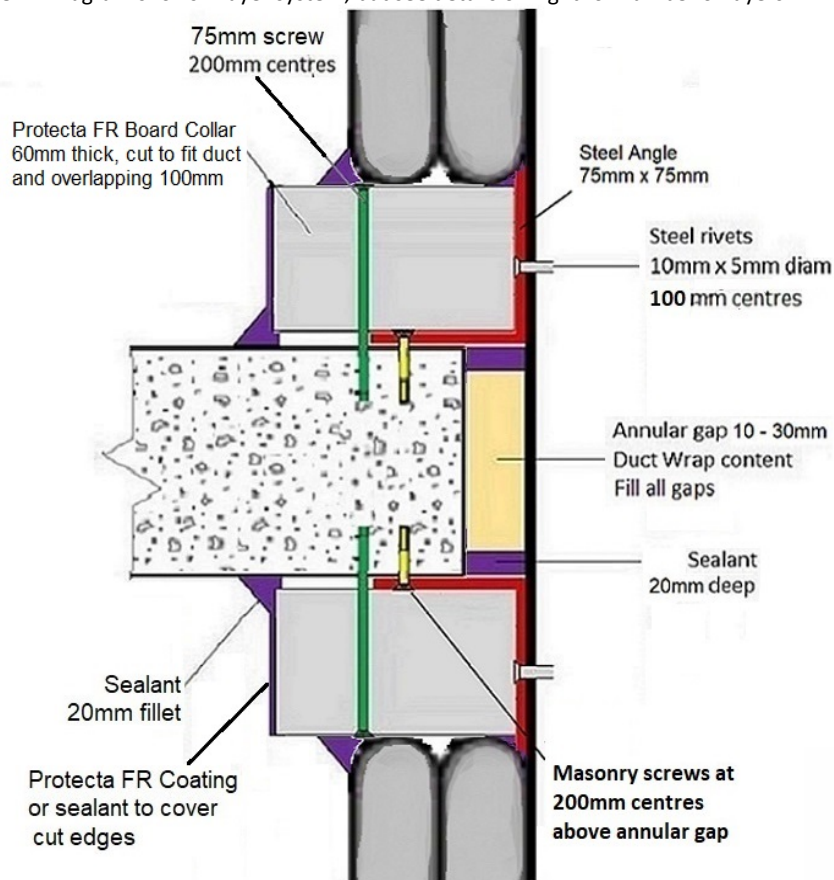 75mm screw
200mm centres
Protecta FR Board Collar
60mm thick, cut to fit duct
and overlapping 100mm
Steel Angle
75mm x 75mm
Steel rivets
10mm x 5mm diam
100 mm centres
Annular gap 10 - 30mm
Duct Wrap content
Fill all gaps
Sealant
20mm deep
Sealant
20mm fillet
Protecta FR Coating
or sealant to cover
cut edges
Masonry screws at
200mm centres
above annular gap